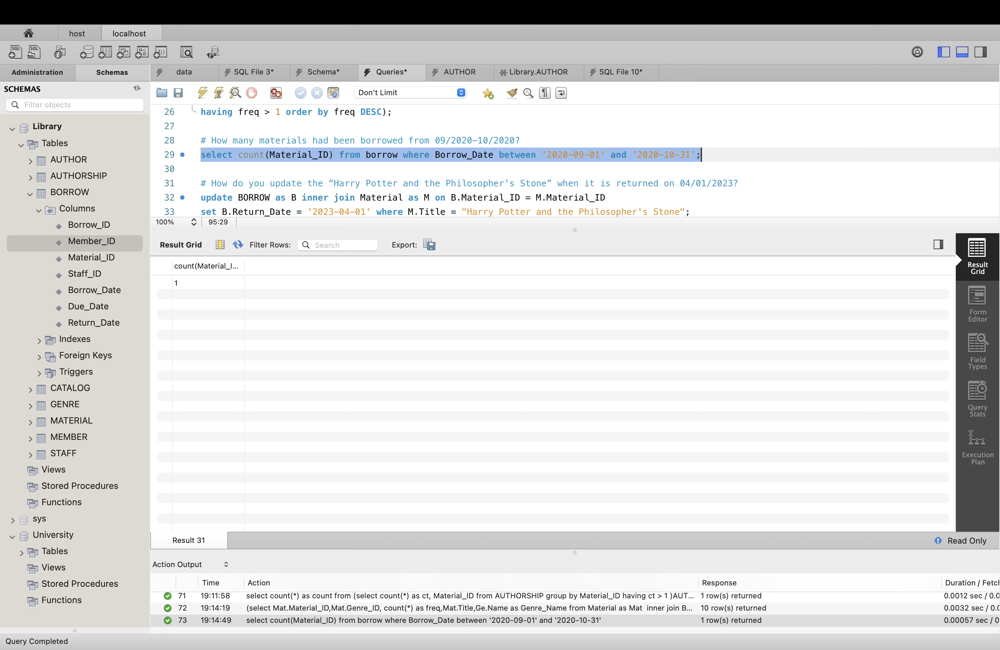 host
localhost
Administration
Schemas
data
SQL File 3*
Schema*
Queries*
AUTHOR
Library.AUTHOR
SQL File 10*
SCHEMAS
Filter objects
Don't Limit
Library
Tables
AUTHOR
AUTHORSHIP
BORROW
Columns
Borrow_ID
Member_ID
Material_ID
Staff_ID
Borrow_Date
Due_Date
Return_Date
Indexes
Foreign Keys
Triggers
CATALOG
GENRE
MATERIAL
MEMBER
STAFF
Views
Stored Procedures
Functions
sys
University
Tables
Views
Stored Procedures
Functions
26 having freq > 1 order by freq DESC);
27
28 # How many materials had been borrowed from 09/2020-10/2020?
29 select count(Material_ID) from borrow where Borrow_Date between '2020-09-01' and '2020-10-31';
30
31 # How do you update the “Harry Potter and the Philosopher's Stone” when it is returned on 04/01/2023?
32 update BORROW as B inner join Material as M on B.Material_ID = M.Material_ID
33 set B.Return_Date = '2023-04-01' where M.Title = "Harry Potter and the Philosopher's Stone";
100% 95:29
Result Grid Filter Rows: Search Export:
count(Material_I...
1
Result
Grid
Form
Editor
Field
Types
Query
Stats
Execution
Plan
Result 31
Read Only
Action Output
Time Action Response Duration / Fetc
71 19:11:58 select count(*) as count from (select count(*) as ct, Material_ID from AUTHORSHIP group by Material_ID having ct > 1 )AUT... 1 row(s) returned 0.0012 sec / 0.0
72 19:14:19 (select Mat.Material_ID,Mat.Genre_ID, count(*) as freq,Mat.Title,Ge.Name as Genre_Name from Material as Mat inner join B... 10 row(s) returned 0.0032 sec / 0.0
73 19:14:49 select count(Material_ID) from borrow where Borrow_Date between '2020-09-01' and '2020-10-31' 1 row(s) returned 0.00057 sec / 0
Query Completed